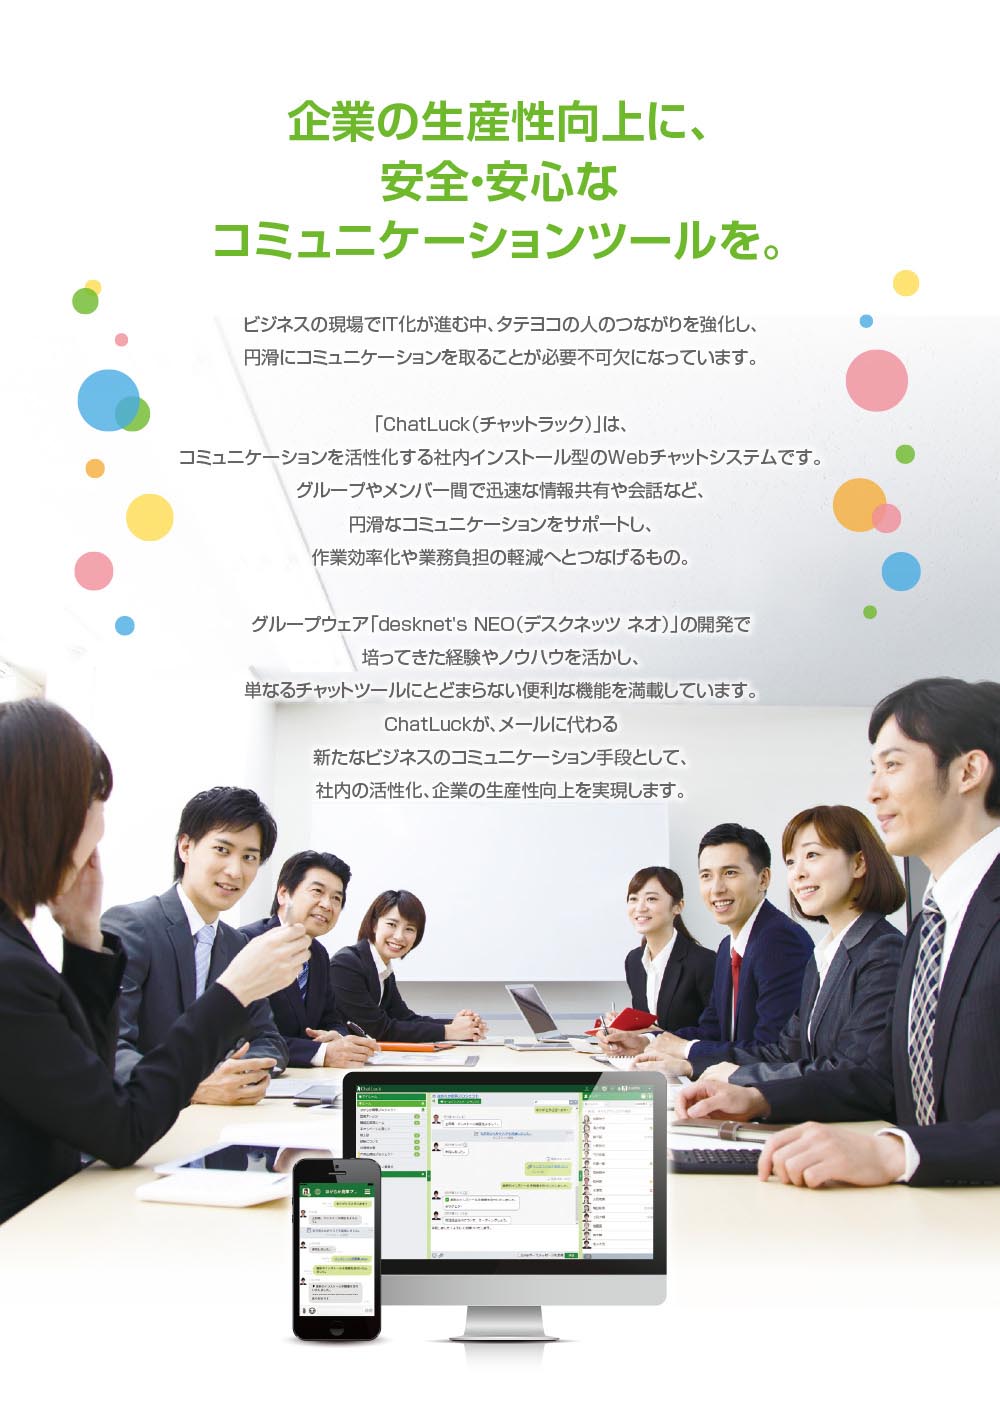 企業の生産性向上に、
安全・安心な
コミュニケーションツールを。
ビジネスの現場でIT化が進む中、タテヨコの人のつながりを強化し、
円滑にコミュニケーションを取ることが必要不可欠になっています。
「ChatLuck（チャットラック）」は、
コミュニケーションを活性化する社内インストール型のWebチャットシステムです。
グループやメンバー間で迅速な情報共有や会話など、
円滑なコミュニケーションをサポートし、
作業効率化や業務負担の軽減へとつなげるもの。
グループウェア「desknet's NEO（デスクネッツ ネオ）」の開発で
培ってきた経験やノウハウを活かし、
単なるチャットツールにとどまらない便利な機能を満載しています。
ChatLuckが、メールに代わる
新たなビジネスのコミュニケーション手段として、
社内の活性化、企業の生産性向上を実現します。
ChatLuck